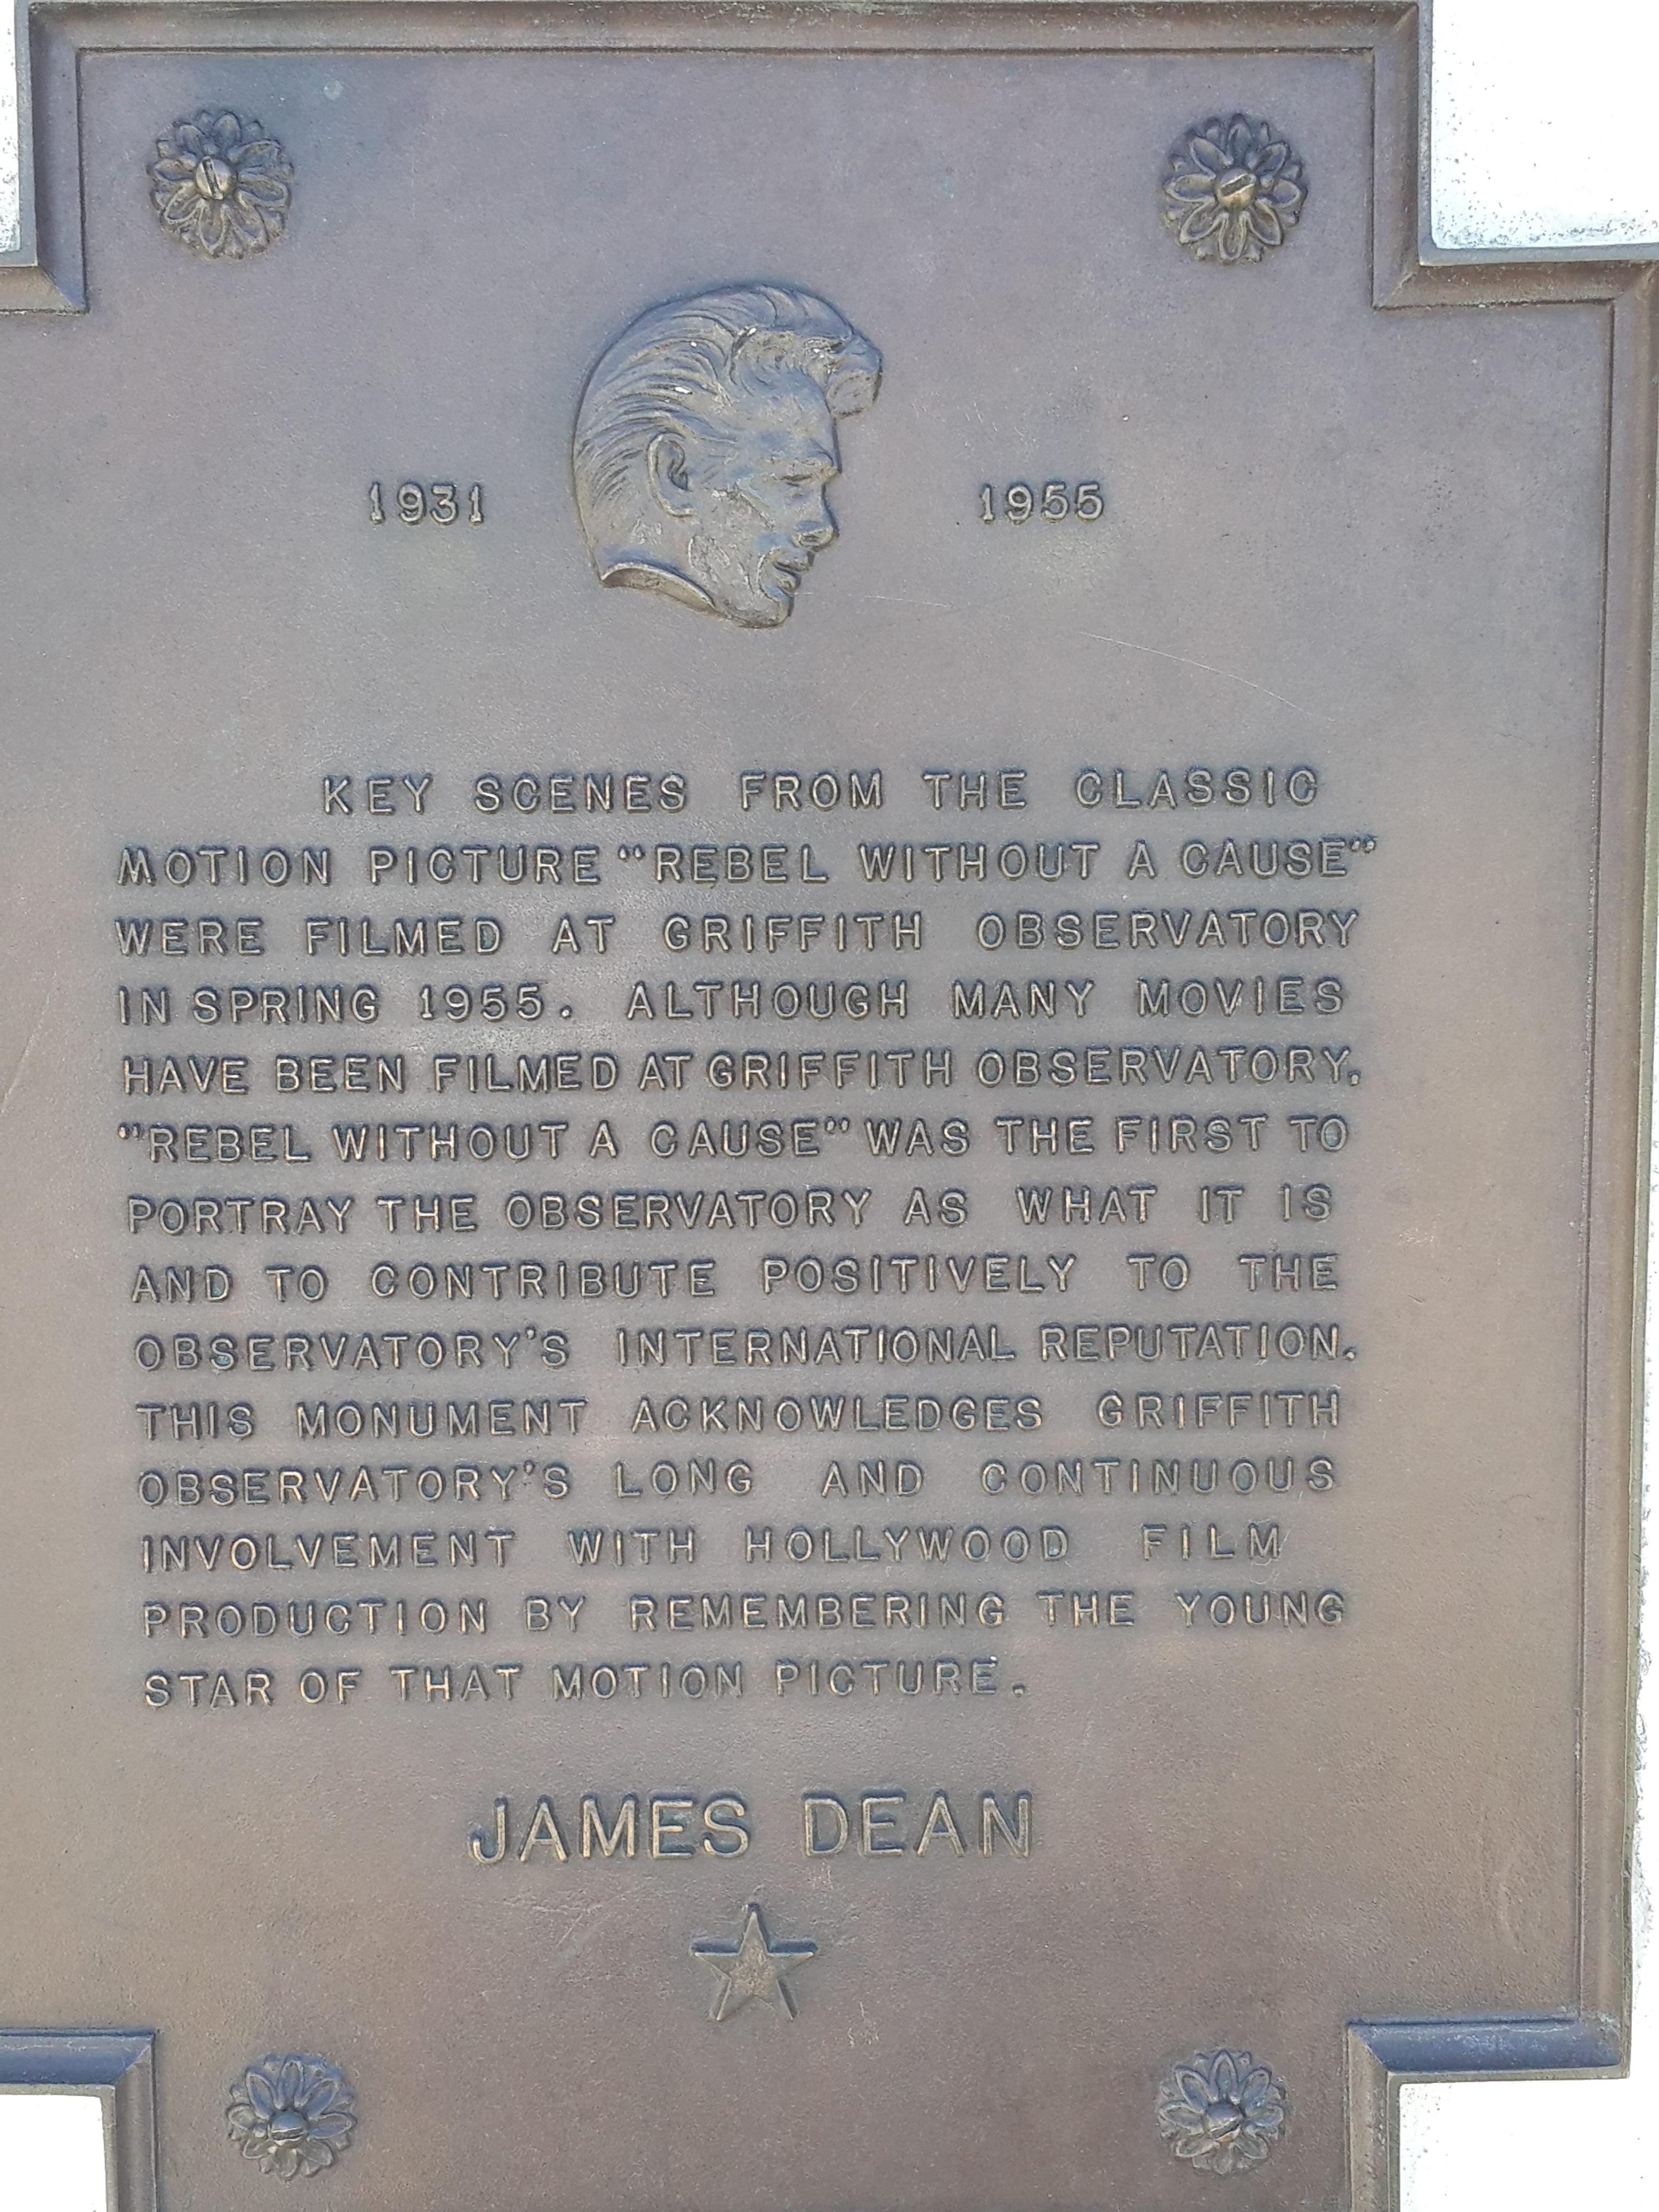 1931 1955
KEY SCENES FROM THE CLASSIC
MOTION PICTURE "REBEL WITHOUT A CAUSE"
WERE FILMED AT GRIFFITH OBSERVATORY
IN SPRING 1955. ALTHOUGH MANY MOVIES
HAVE BEEN FILMED AT GRIFFITH OBSERVATORY,
"REBEL WITHOUT A CAUSE" WAS THE FIRST TO
PORTRAY THE OBSERVATORY AS WHAT IT IS
AND TO CONTRIBUTE POSITIVELY TO THE
OBSERVATORY'S INTERNATIONAL REPUTATION.
THIS MONUMENT ACKNOWLEDGES GRIFFITH
OBSERVATORY'S LONG AND CONTINUOUS
INVOLVEMENT WITH HOLLYWOOD FILM
PRODUCTION BY REMEMBERING THE YOUNG
STAR OF THAT MOTION PICTURE.
JAMES DEAN